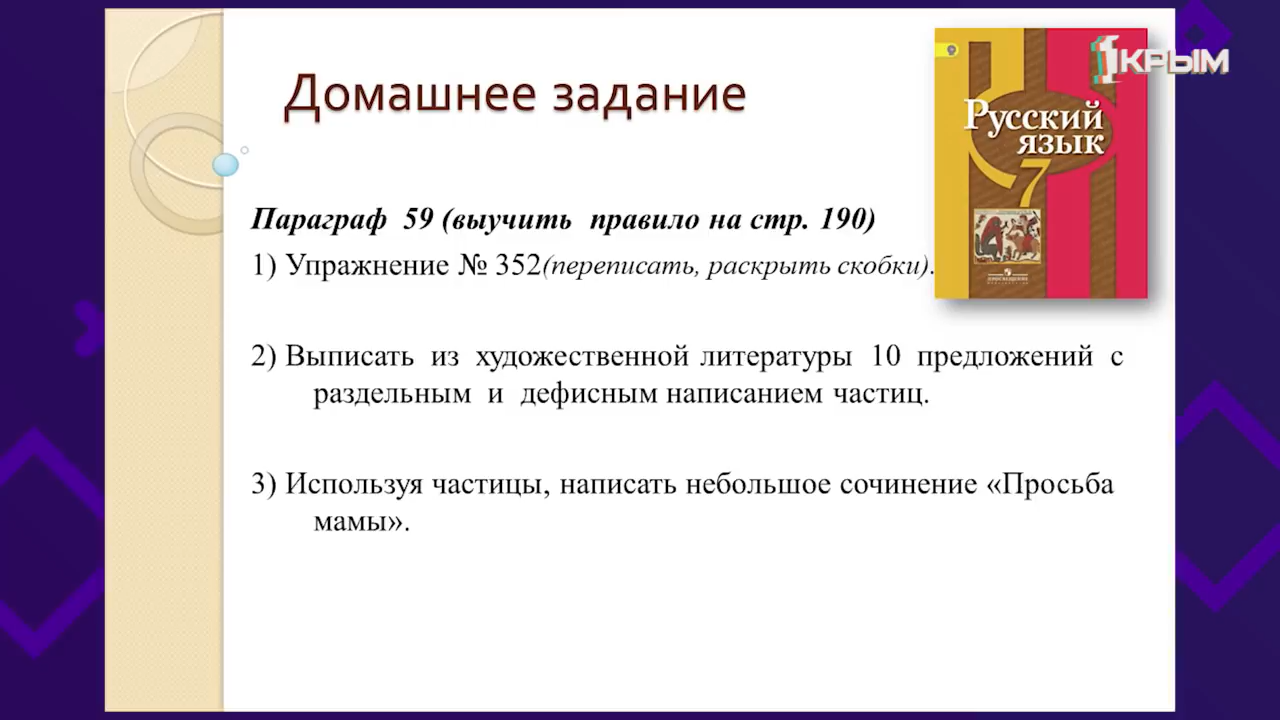 Домашнее задание
1КРЫМ
Русский
язык
7
ПРОСВЕЩЕНИЕ
Параграф 59 (выучить правило на стр. 190)
1) Упражнение № 352(переписать, раскрыть скобки).
2) Выписать из художественной литературы 10 предложений с
раздельным и дефисным написанием частиц.
3) Используя частицы, написать небольшое сочинение «Просьба
мамы».